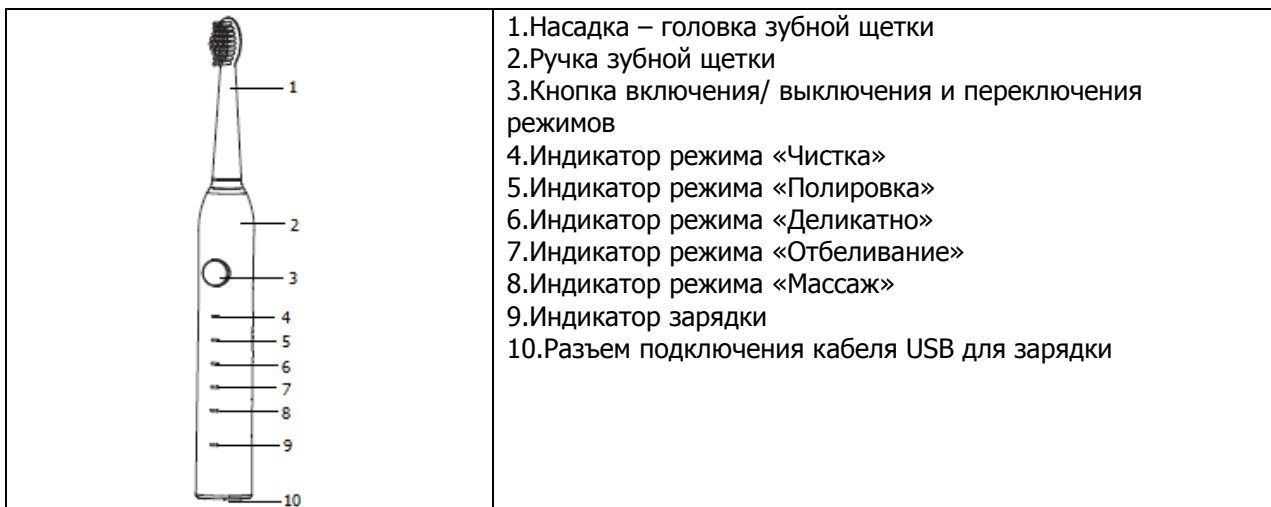 1
2
3
4
5
6
7
8
9
10
1.Насадка – головка зубной щетки
2.Ручка зубной щетки
3.Кнопка включения/ выключения и переключения
режимов
4.Индикатор режима «Чистка»
5.Индикатор режима «Полировка»
6.Индикатор режима «Деликатно»
7.Индикатор режима «Отбеливание»
8.Индикатор режима «Массаж»
9.Индикатор зарядки
10.Разъем подключения кабеля USB для зарядки